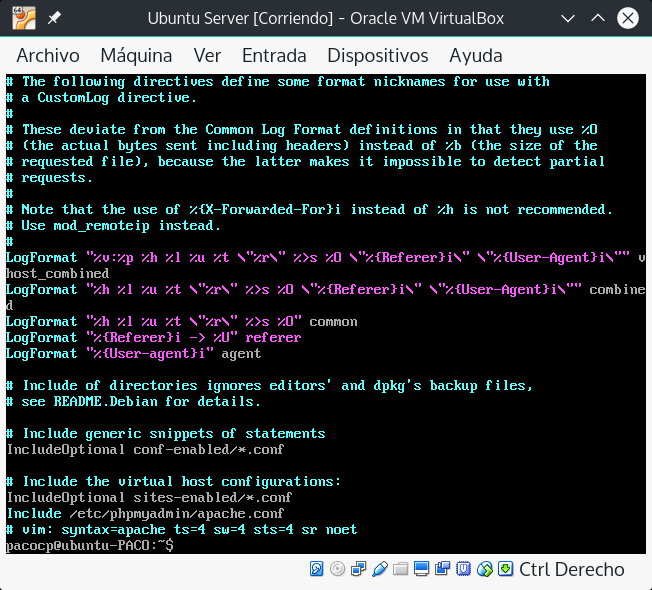 Ubuntu Server [Corriendo] - Oracle VM VirtualBox
Archivo Máquina Ver Entrada Dispositivos Ayuda
# The following directives define some format nicknames for use with
# a CustomLog directive.
#
# These deviate from the Common Log Format definitions in that they use %O
# (the actual bytes sent including headers) instead of %b (the size of the
# requested file), because the latter makes it impossible to detect partial
# requests.
#
# Note that the use of %{X-Forwarded-For}i instead of %h is not recommended.
# Use mod_remoteip instead.
#
LogFormat "%v:%p %h %l %u %t \"%r\" %>s %O \"%{Referer}i\" \"%{User-Agent}i\"" v
host_combined
LogFormat "%h %l %u %t \"%r\" %>s %O \"%{Referer}i\" \"%{User-Agent}i\"" combine
d
LogFormat "%h %l %u %t \"%r\" %>s %O" common
LogFormat "%{Referer}i -> %U" referer
LogFormat "%{User-agent}i" agent
# Include of directories ignores editors' and dpkg's backup files,
# see README.Debian for details.
# Include generic snippets of statements
IncludeOptional conf-enabled/*.conf
# Include the virtual host configurations:
IncludeOptional sites-enabled/*.conf
Include /etc/phpmyadmin/apache.conf
# vim: syntax=apache ts=4 sw=4 sts=4 sr noet
pacocp@ubuntu-PACO:~$
Ctrl Derecho